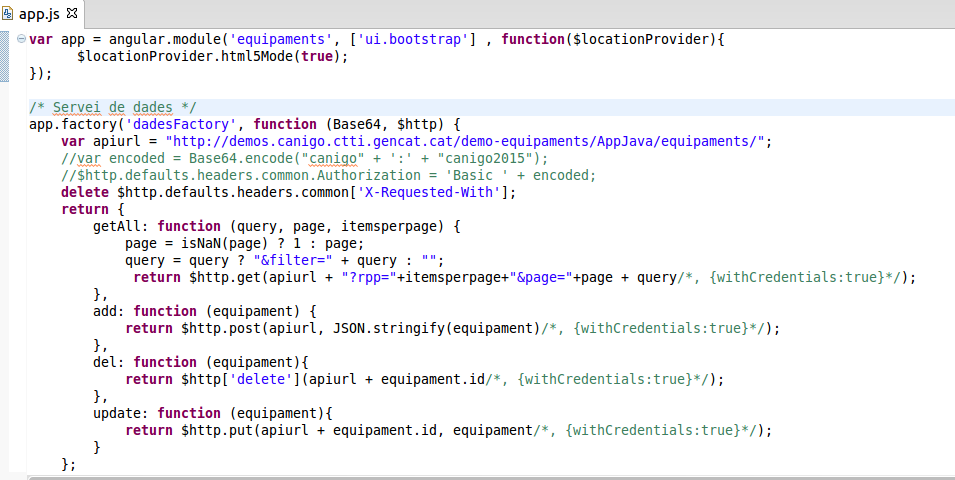 app.js
var app = angular.module('equipaments', ['ui.bootstrap'] , function($locationProvider){
      $locationProvider.html5Mode(true);
});

/* Servei de dades */
app.factory('dadesFactory', function (Base64, $http) {
    var apiurl = "http://demos.canigo.ctti.gencat.cat/demo-equipaments/AppJava/equipaments/";
    //var encoded = Base64.encode("canigo" + ':' + "canigo2015");
    //$http.defaults.headers.common.Authorization = 'Basic ' + encoded;
    delete $http.defaults.headers.common['X-Requested-With'];
    return {
        getAll: function (query, page, itemsperpage) {
            page = isNaN(page) ? 1 : page;
            query = query ? "&filter=" + query : "";
             return $http.get(apiurl + "?rpp="+itemsperpage+"&page="+page + query/*, {withCredentials:true}*/);
        },
        add: function (equipament) {
            return $http.post(apiurl, JSON.stringify(equipament)/*, {withCredentials:true}*/);
        },
        del: function (equipament){
            return $http['delete'](apiurl + equipament.id/*, {withCredentials:true}*/);
        },
        update: function (equipament){
            return $http.put(apiurl + equipament.id, equipament/*, {withCredentials:true}*/);
        }
    };